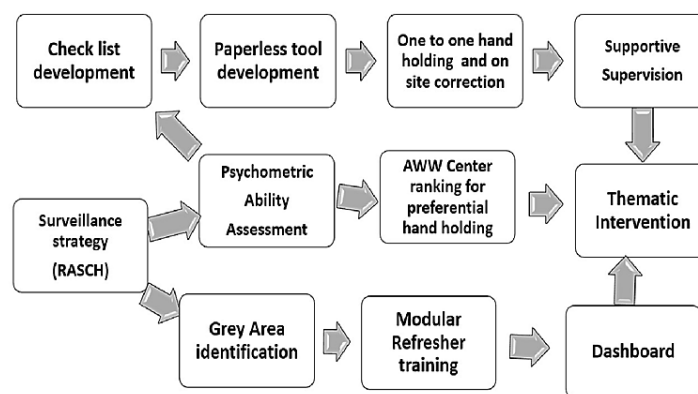 Check list
development
Paperless tool
development
One to one hand
holding and on
site correction
Supportive
Supervision
Surveillance
strategy
(RASCH)
Psychometric
Ability
Assessment
AWW Center
ranking for
preferential
hand holding
Thematic
Intervention
Grey Area
identification
Modular
Refresher
training
Dashboard